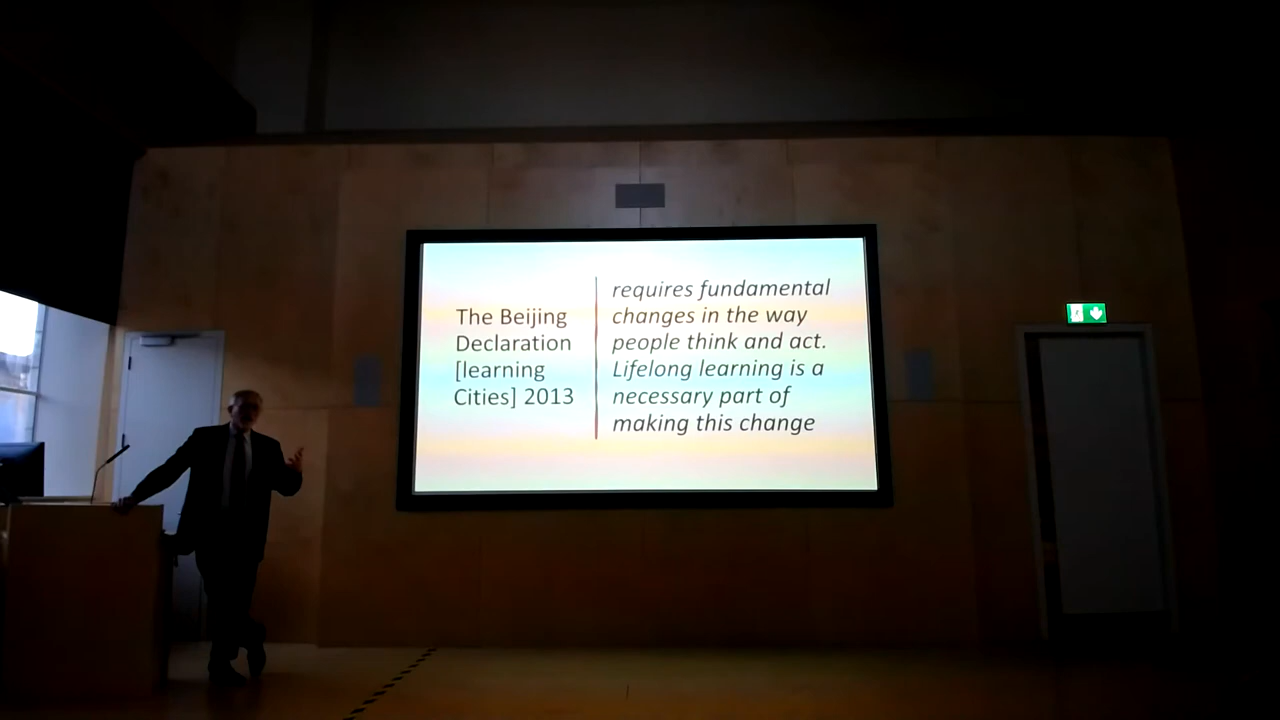 The Beijing
Declaration
[learning
Cities] 2013
requires fundamental
changes in the way
people think and act.
Lifelong learning is a
necessary part of
making this change